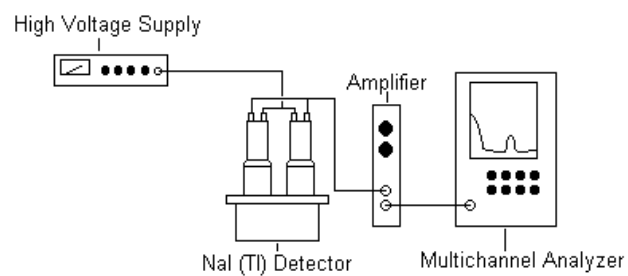 High Voltage Supply
Amplifier
NaI (Tl) Detector
Multichannel Analyzer